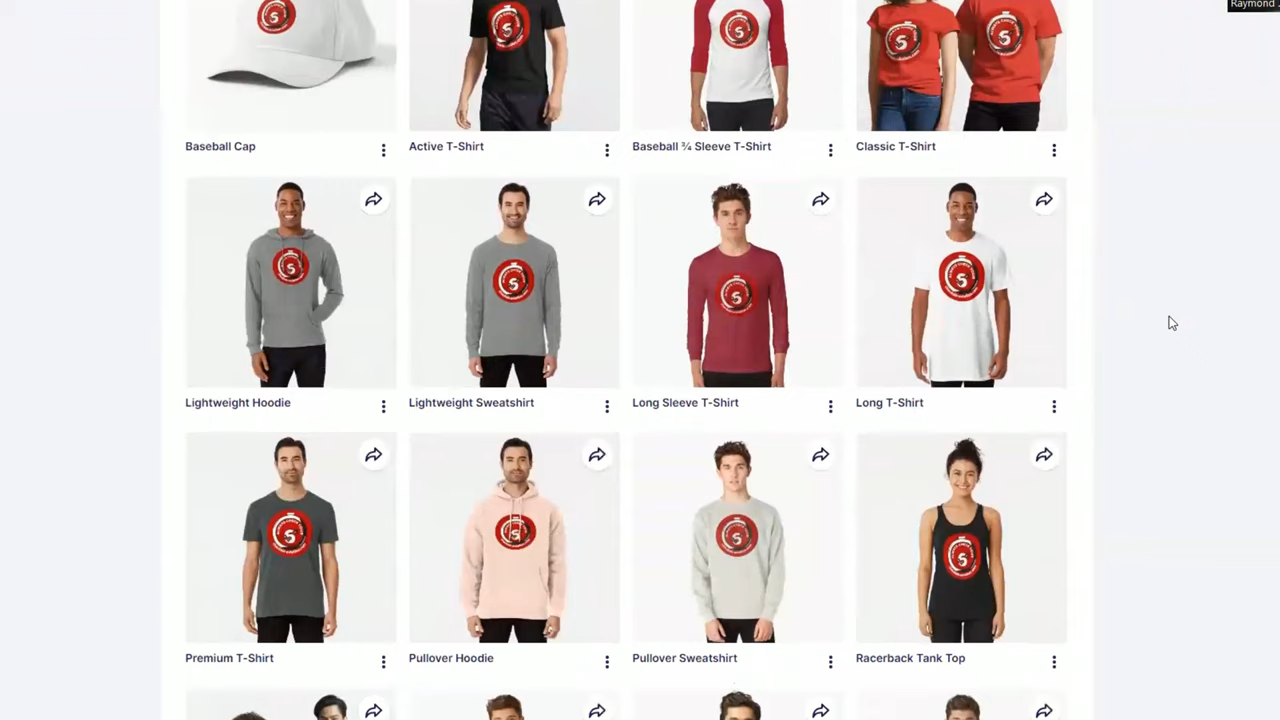 Raymond
Baseball Cap
Active T-Shirt
Baseball ¾ Sleeve T-Shirt
Classic T-Shirt
Lightweight Hoodie
Lightweight Sweatshirt
Long Sleeve T-Shirt
Long T-Shirt
Premium T-Shirt
Pullover Hoodie
Pullover Sweatshirt
Racerback Tank Top